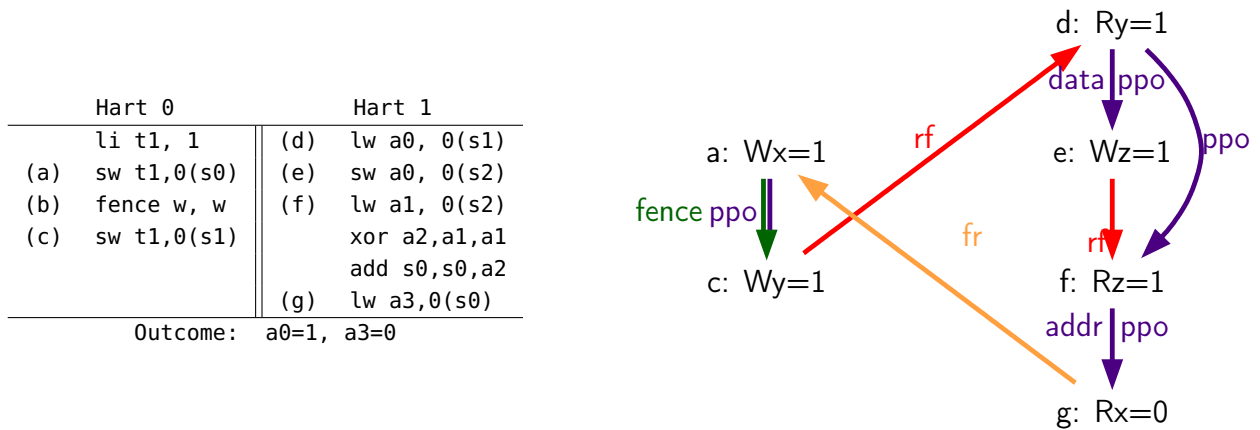 Hart 0 Hart 1
li t1, 1 (d) lw a0, 0(s1)
(a) sw t1,0(s0) (e) sw a0, 0(s2)
(b) fence w, w (f) lw a1, 0(s2)
(c) sw t1,0(s1) xor a2,a1,a1
add s0,s0,a2
(g) lw a3,0(s0)
Outcome: a0=1, a3=0
d: Ry=1
data ppo
rf
ppo
a: Wx=1
e: Wz=1
fence ppo
fr
rf
c: Wy=1
f: Rz=1
addr ppo
g: Rx=0